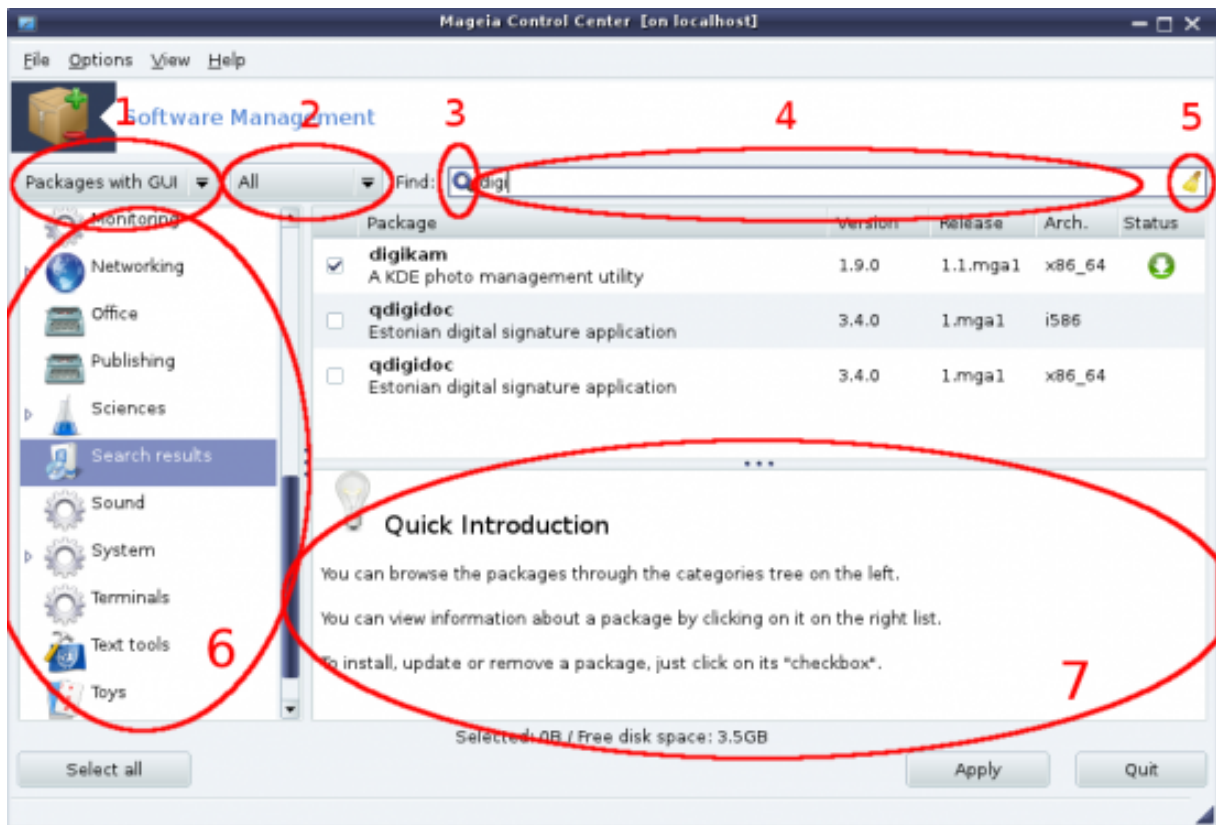 Mageia Control Center [on localhost]
File Options View Help
1 Software Management 2 3 4 5
Packages with GUI All Find: digi
Package Version Release Arch. Status
Monitoring
Networking
Office
Publishing
Sciences
Search results
Sound
System
Terminals
Text tools
Toys
6
digikam
A KDE photo management utility 1.9.0 1.1.mga1 x86_64
qdigidoc
Estonian digital signature application 3.4.0 1.mga1 i586
qdigidoc
Estonian digital signature application 3.4.0 1.mga1 x86_64
Quick Introduction
You can browse the packages through the categories tree on the left.
You can view information about a package by clicking on it on the right list.
To install, update or remove a package, just click on its "checkbox".
7
Selected: 0B / Free disk space: 3.5GB
Select all Apply Quit